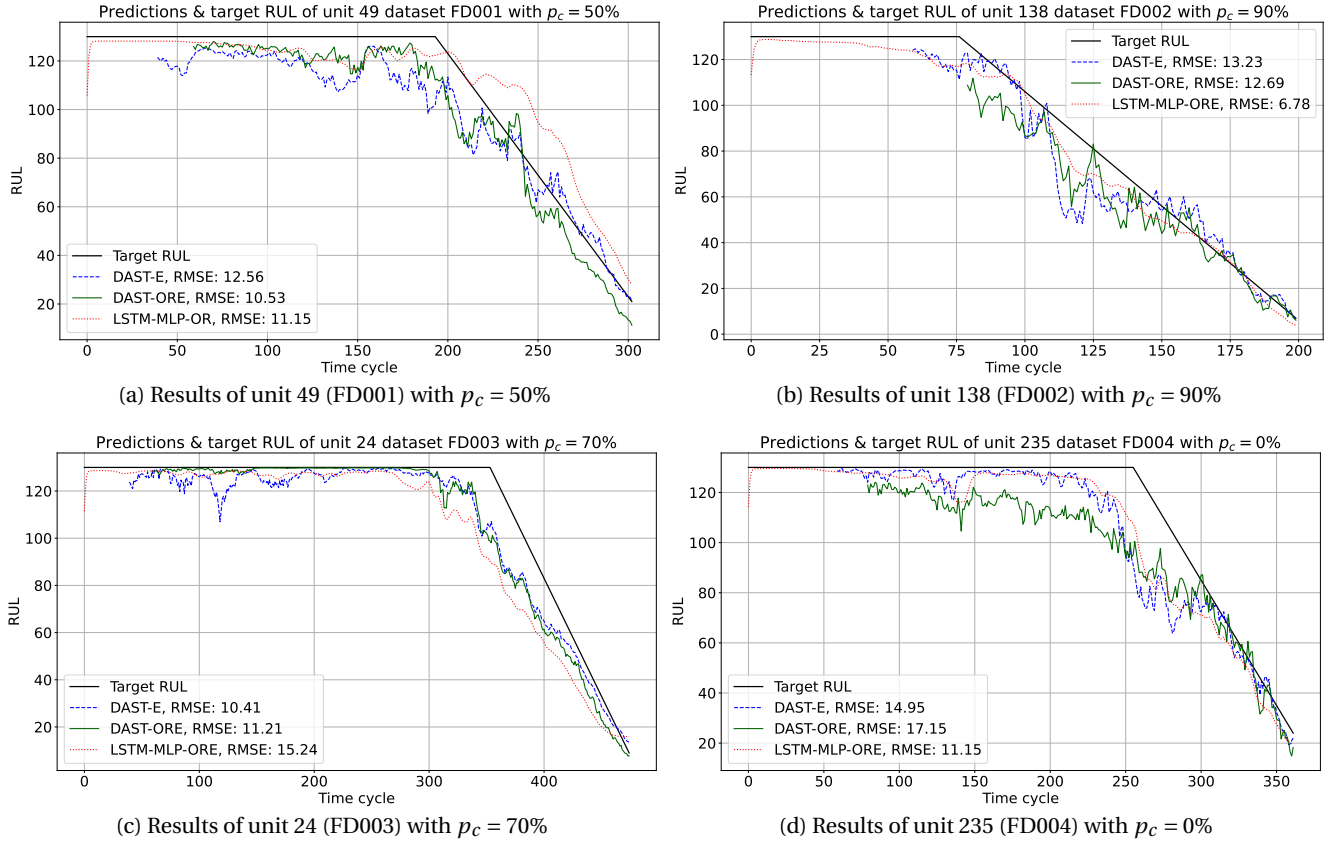 Predictions & target RUL of unit 49 dataset FD001 with p_c = 50%
RUL
120
100
80
60
40
20
Target RUL
DAST-E, RMSE: 12.56
DAST-ORE, RMSE: 10.53
LSTM-MLP-OR, RMSE: 11.15
0 50 100 150 200 250 300
Time cycle
(a) Results of unit 49 (FD001) with p_c = 50%
Predictions & target RUL of unit 138 dataset FD002 with p_c = 90%
RUL
120
100
80
60
40
20
0
Target RUL
DAST-E, RMSE: 13.23
DAST-ORE, RMSE: 12.69
LSTM-MLP-ORE, RMSE: 6.78
0 25 50 75 100 125 150 175 200
Time cycle
(b) Results of unit 138 (FD002) with p_c = 90%
Predictions & target RUL of unit 24 dataset FD003 with p_c = 70%
RUL
120
100
80
60
40
20
Target RUL
DAST-E, RMSE: 10.41
DAST-ORE, RMSE: 11.21
LSTM-MLP-ORE, RMSE: 15.24
0 100 200 300 400
Time cycle
(c) Results of unit 24 (FD003) with p_c = 70%
Predictions & target RUL of unit 235 dataset FD004 with p_c = 0%
RUL
120
100
80
60
40
20
Target RUL
DAST-E, RMSE: 14.95
DAST-ORE, RMSE: 17.15
LSTM-MLP-ORE, RMSE: 11.15
0 50 100 150 200 250 300 350
Time cycle
(d) Results of unit 235 (FD004) with p_c = 0%